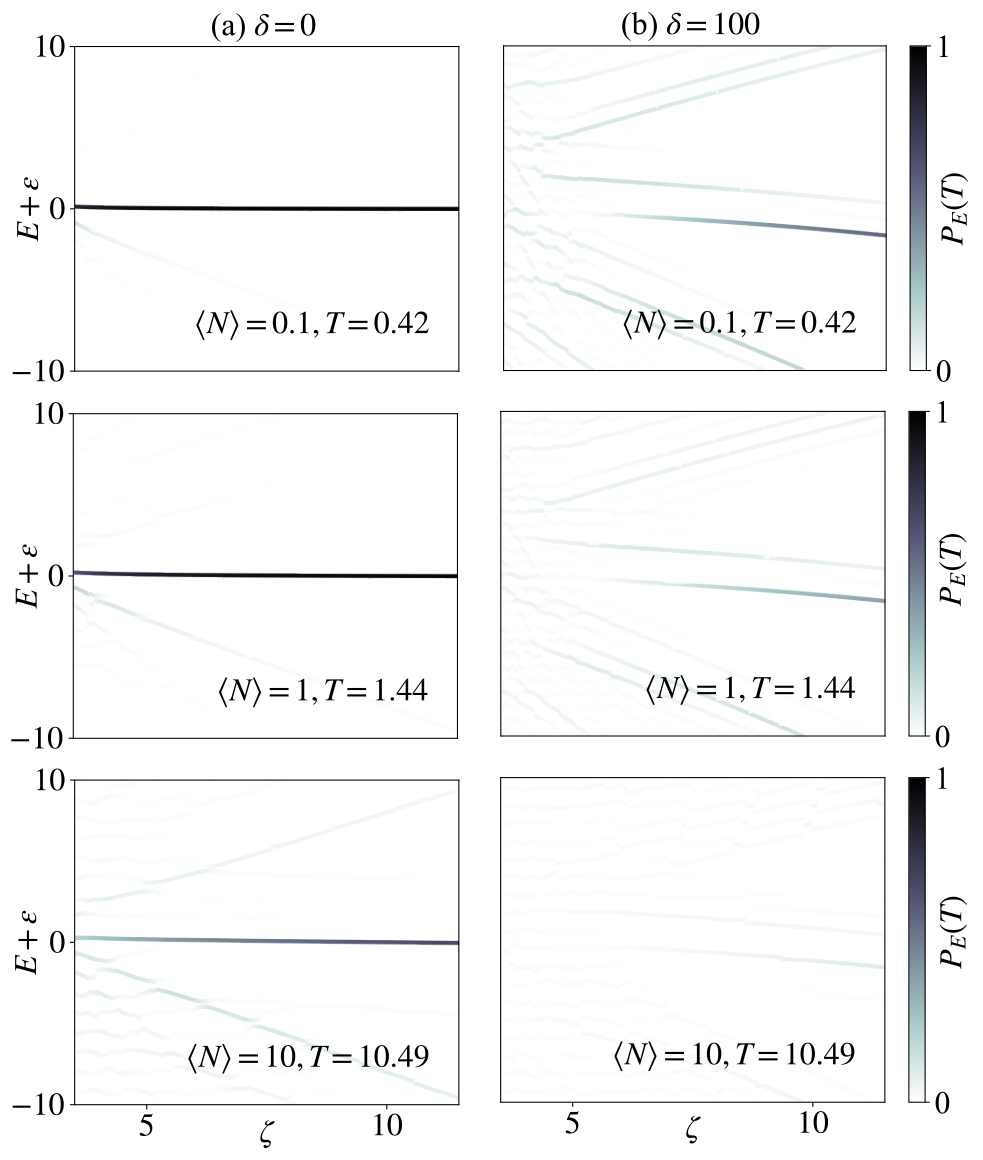 (a) δ = 0
(b) δ = 100
10
0
−10
E + ε
⟨N⟩ = 0.1, T = 0.42
⟨N⟩ = 0.1, T = 0.42
1
0
P_E(T)
10
0
−10
E + ε
⟨N⟩ = 1, T = 1.44
⟨N⟩ = 1, T = 1.44
1
0
P_E(T)
10
0
−10
E + ε
⟨N⟩ = 10, T = 10.49
⟨N⟩ = 10, T = 10.49
1
0
P_E(T)
5 ζ 10
5 ζ 10